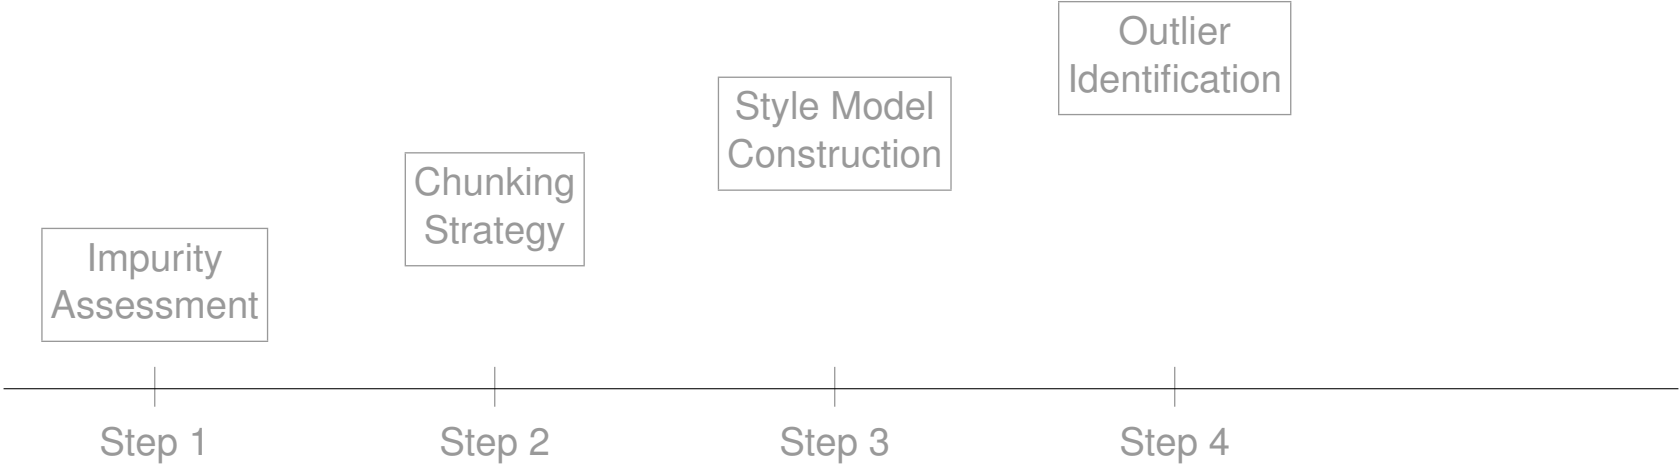 Impurity
Assessment
Chunking
Strategy
Style Model
Construction
Outlier
Identification
Step 1
Step 2
Step 3
Step 4